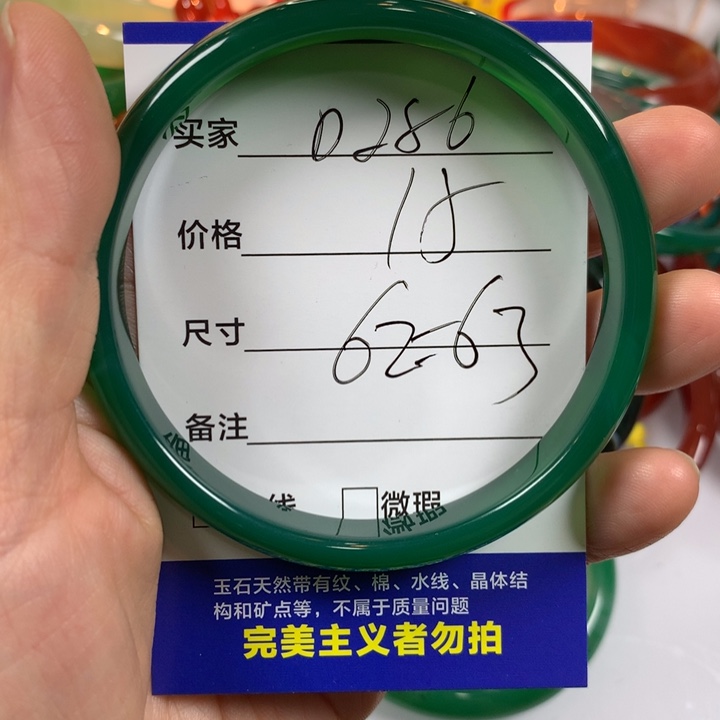 买家 0286
价格 15
尺寸 62-63
备注
线 微瑕
玉石天然带有纹、棉、水线、晶体结
构和矿点等，不属于质量问题
完美主义者勿拍